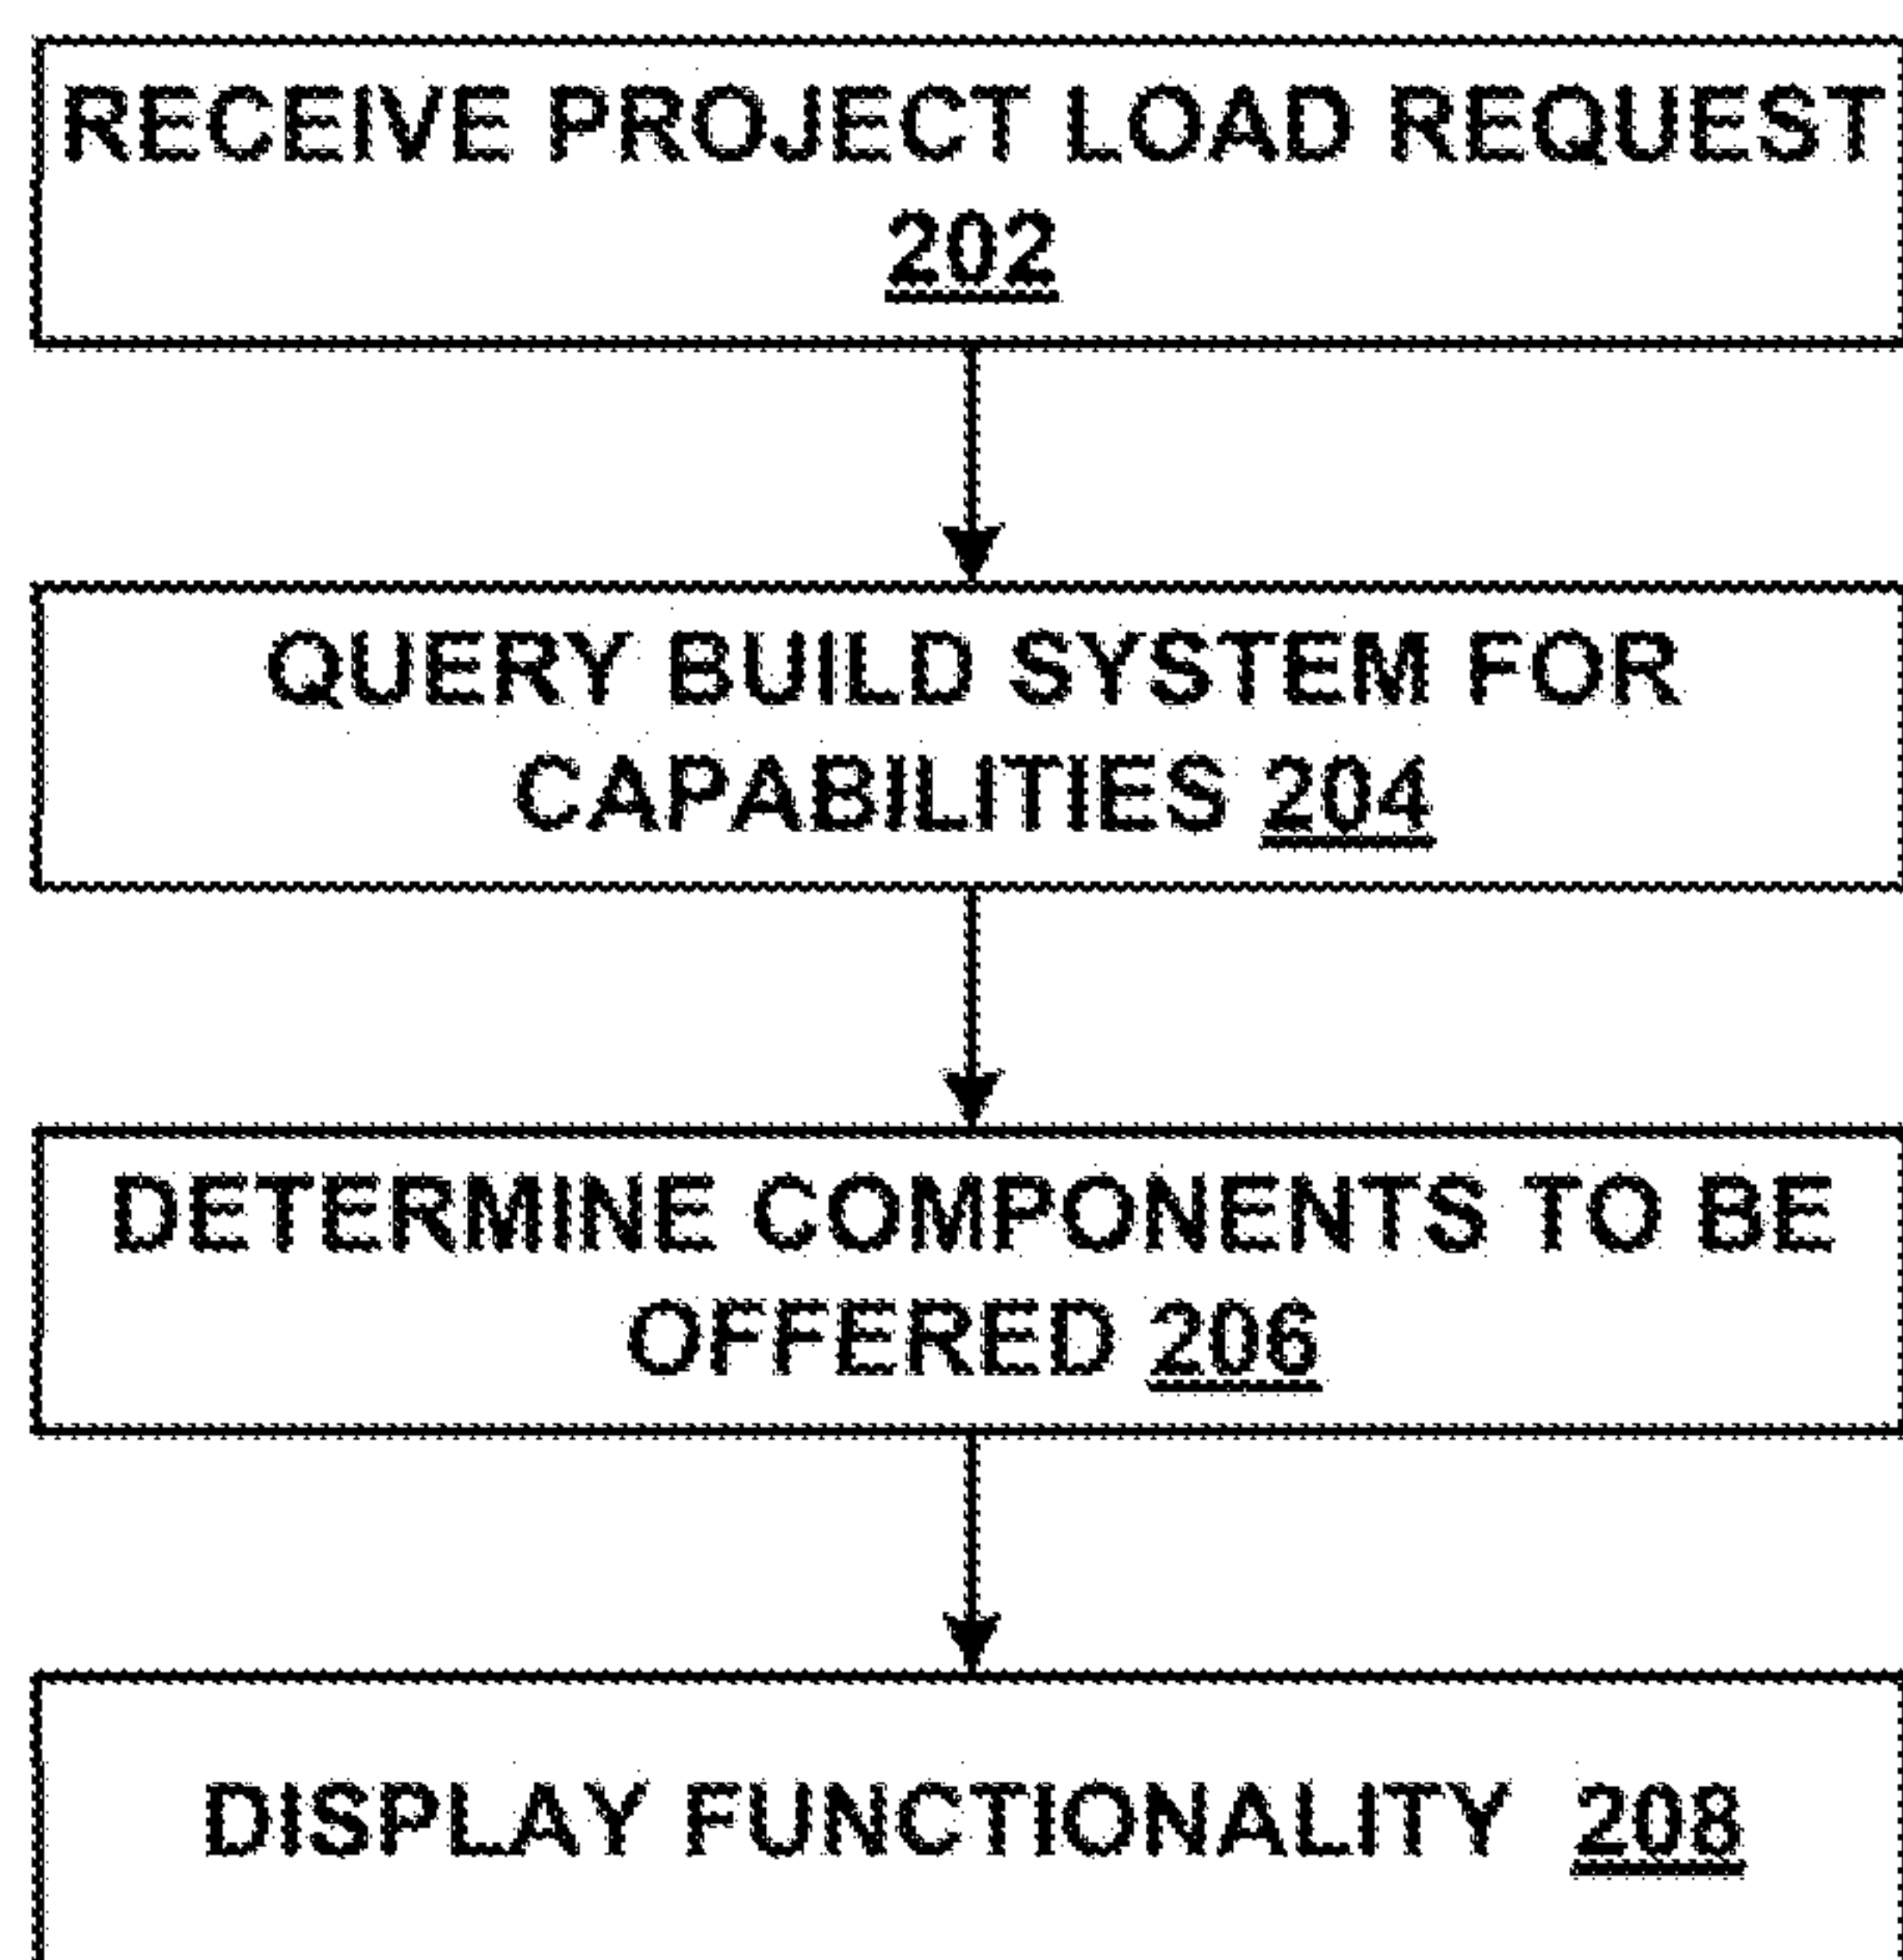 RECEIVE PROJECT LOAD REQUEST
202
QUERY BUILD SYSTEM FOR
CAPABILITIES 204
DETERMINE COMPONENTS TO BE
OFFERED 206
DISPLAY FUNCTIONALITY 208